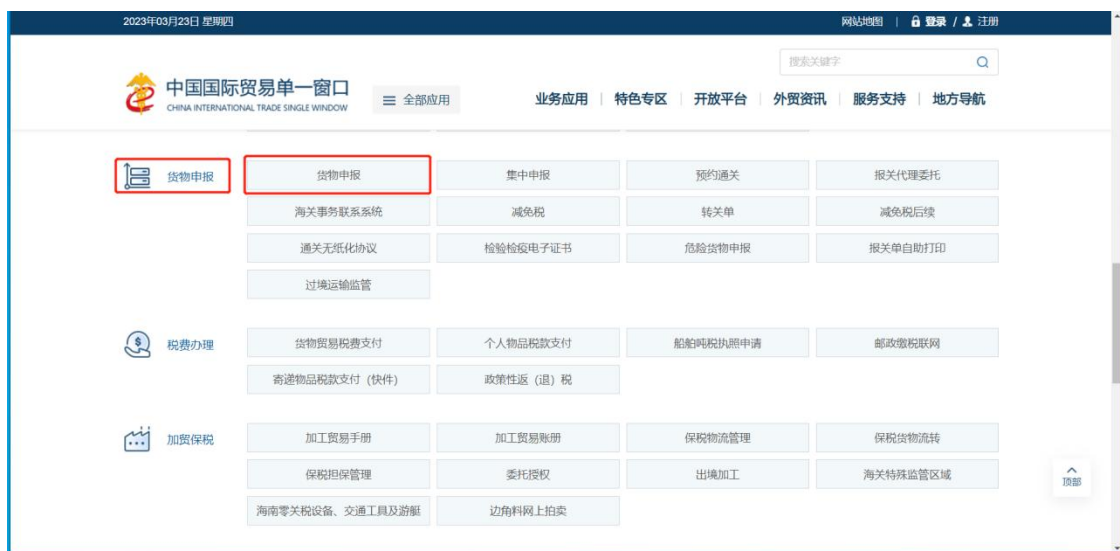 2023年03月23日 星期四 网站地图 | 登录 / 注册
搜索关键字
中国国际贸易单一窗口
CHINA INTERNATIONAL TRADE SINGLE WINDOW
全部应用 业务应用 | 特色专区 | 开放平台 | 外贸资讯 | 服务支持 | 地方导航
货物申报 货物申报 集中申报 预约通关 报关代理委托
海关事务联系系统 减免税 转关单 减免税后续
通关无纸化协议 检验检疫电子证书 危险货物申报 报关单自助打印
过境运输监管
税费办理 货物贸易税费支付 个人物品税款支付 船舶吨税执照申请 邮政缴税联网
寄递物品税款支付（快件） 政策性返（退）税
加贸保税 加工贸易手册 加工贸易账册 保税物流管理 保税货物流转
保税担保管理 委托授权 出境加工 海关特殊监管区域
顶部
海南零关税设备、交通工具及游艇 边角料网上拍卖